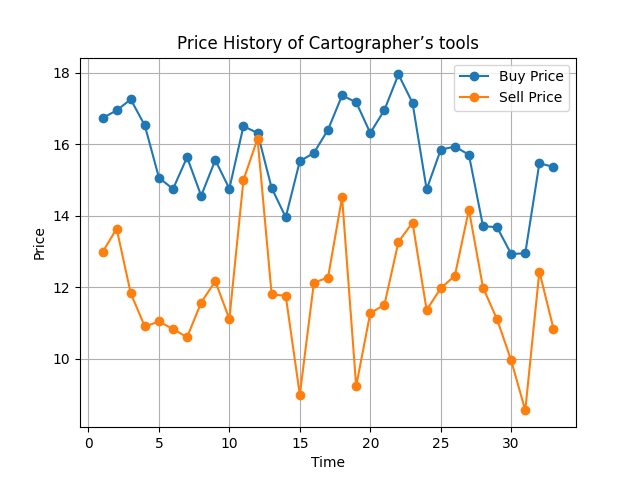 Price History of Cartographer’s tools
Buy Price
Sell Price
Price
18
16
14
12
10
0 5 10 15 20 25 30
Time